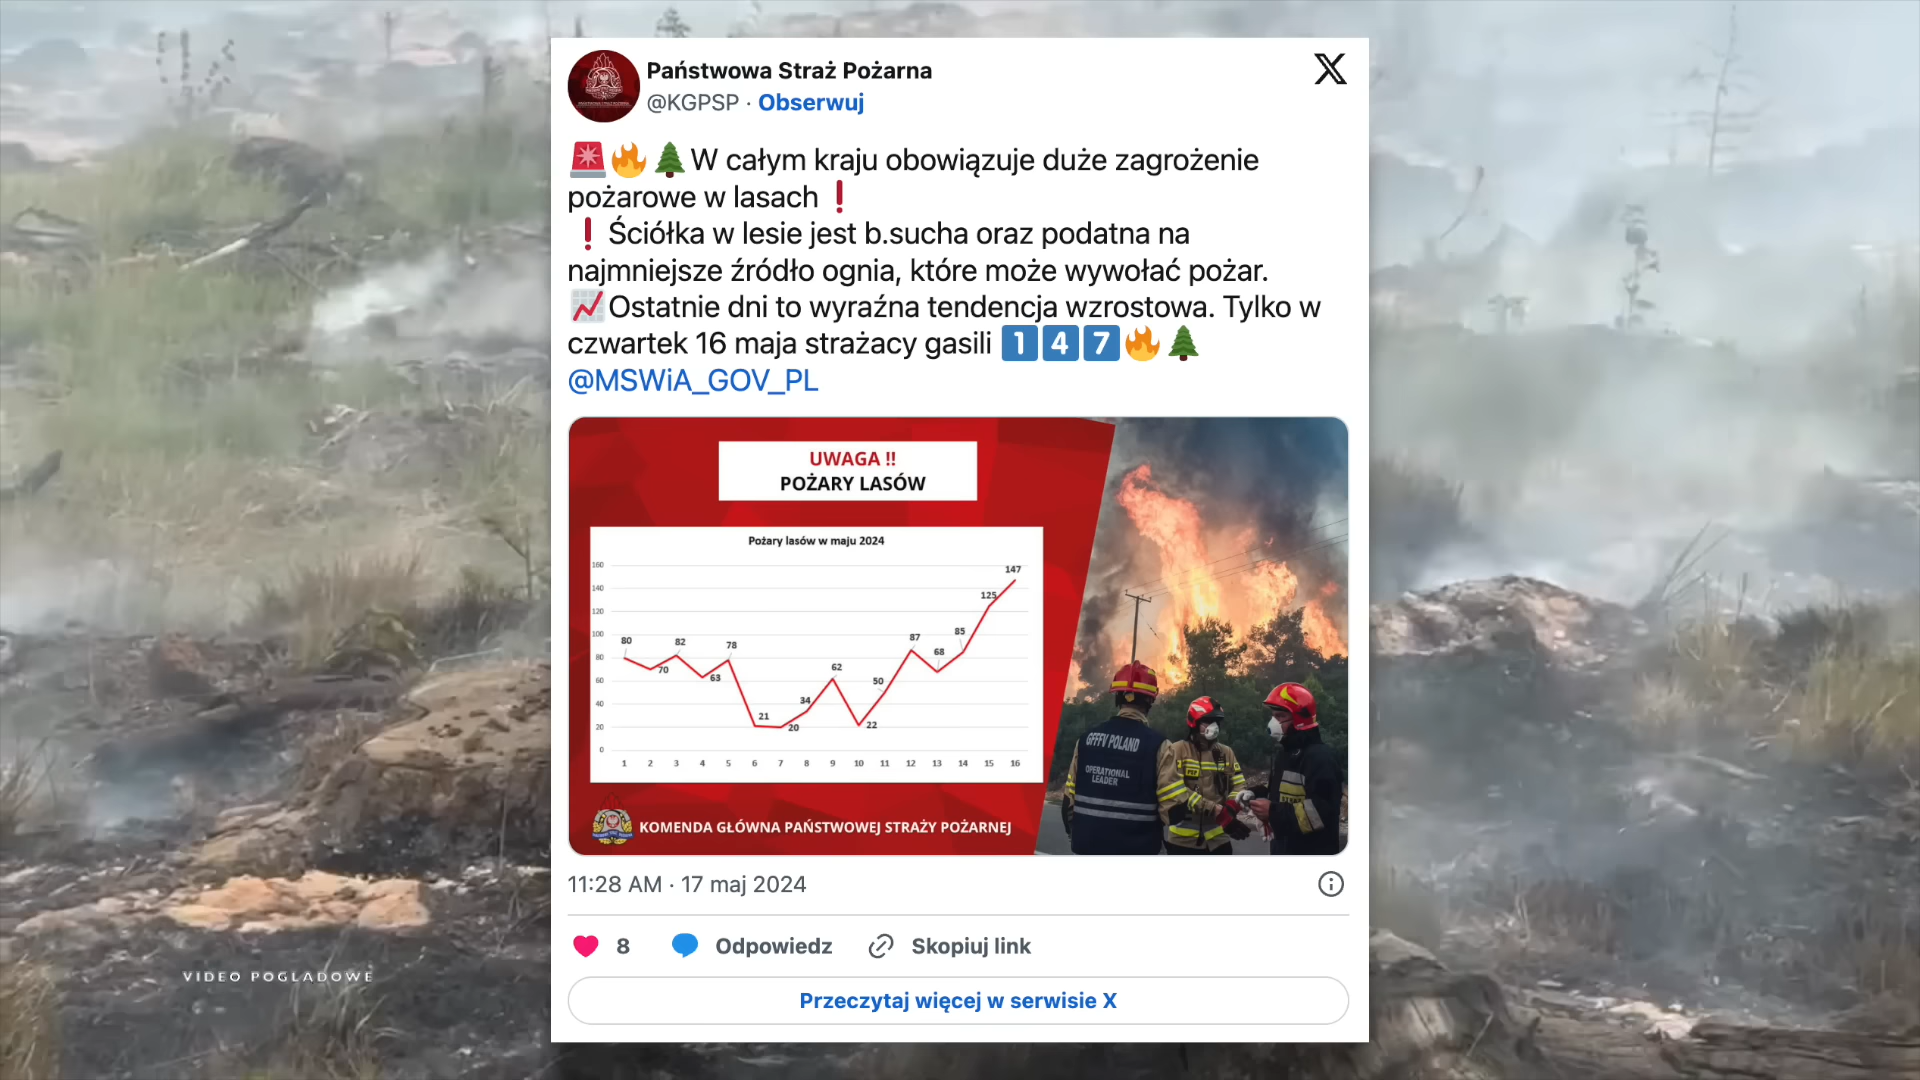 Państwowa Straż Pożarna
@KGPSP · Obserwuj
🚨🔥🌲W całym kraju obowiązuje duże zagrożenie
pożarowe w lasach❗
❗Ściółka w lesie jest b.sucha oraz podatna na
najmniejsze źródło ognia, które może wywołać pożar.
📈Ostatnie dni to wyraźna tendencja wzrostowa. Tylko w
czwartek 16 maja strażacy gasili 1️⃣4️⃣7️⃣🔥🌲
@MSWiA_GOV_PL
UWAGA !!
POŻARY LASÓW
Pożary lasów w maju 2024
160
140
120
100
80
60
40
20
0
80
70
82
63
78
21
20
34
62
22
50
87
68
85
125
147
1 2 3 4 5 6 7 8 9 10 11 12 13 14 15 16
GFFFV POLAND
OPERATIONAL
LEADER
KOMENDA GŁÓWNA PAŃSTWOWEJ STRAŻY POŻARNEJ
11:28 AM · 17 maj 2024
8 Odpowiedz Skopiuj link
Przeczytaj więcej w serwisie X
VIDEO POGLĄDOWE